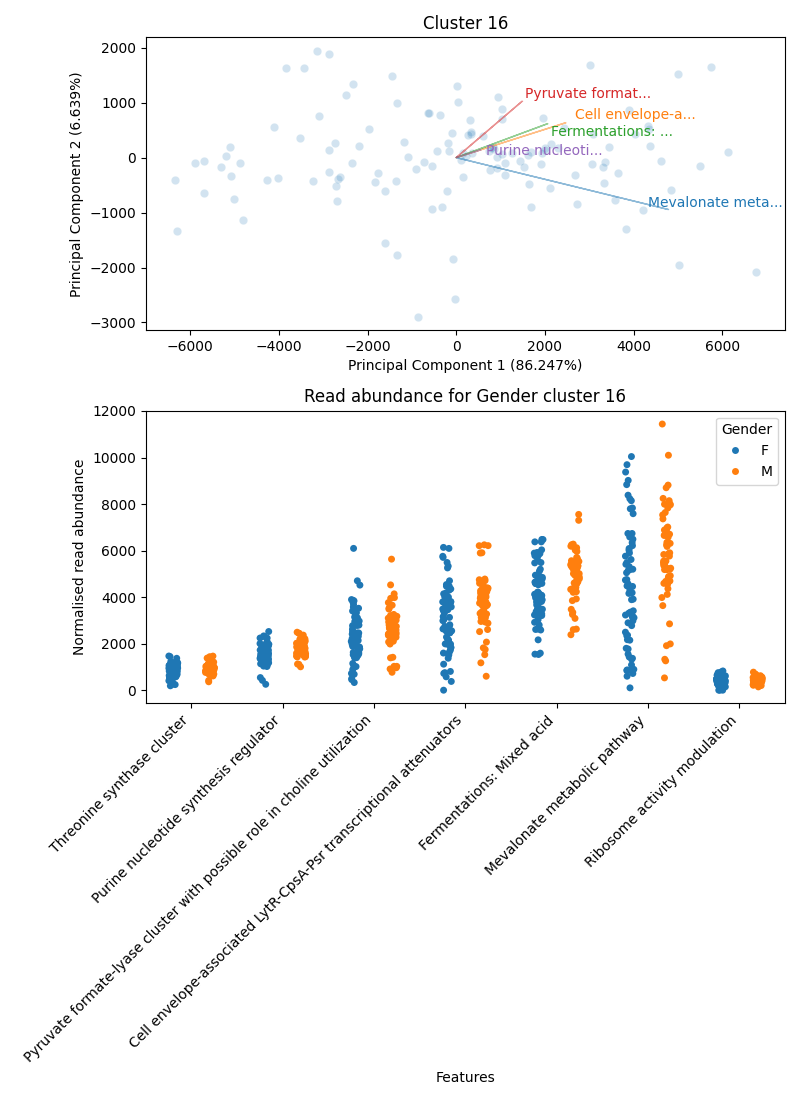 Cluster 16
2000
1000
0
−1000
−2000
−3000
Principal Component 2 (6.639%)
Pyruvate format...
Cell envelope-a...
Fermentations: ...
Purine nucleoti...
Mevalonate meta...
−6000 −4000 −2000 0 2000 4000 6000
Principal Component 1 (86.247%)
Read abundance for Gender cluster 16
12000
10000
8000
6000
4000
2000
0
Normalised read abundance
Gender
F
M
Threonine synthase cluster
Purine nucleotide synthesis regulator
Pyruvate formate-lyase cluster with possible role in choline utilization
Cell envelope-associated LytR-CpsA-Psr transcriptional attenuators
Fermentations: Mixed acid
Mevalonate metabolic pathway
Ribosome activity modulation
Features